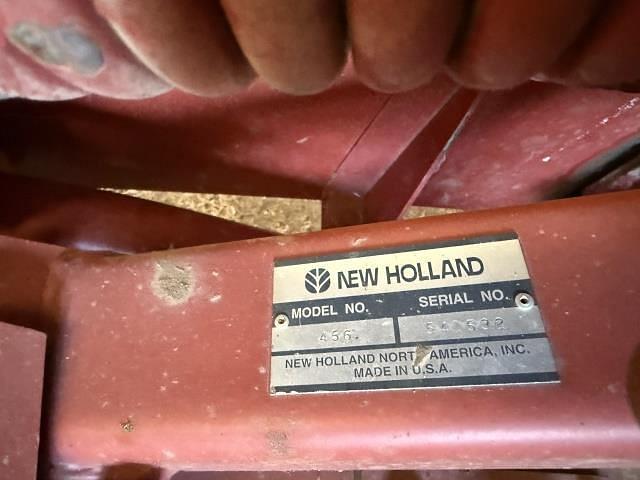 NEW HOLLAND
MODEL NO. SERIAL NO.
456
NEW HOLLAND NORTH AMERICA, INC.
MADE IN U.S.A.